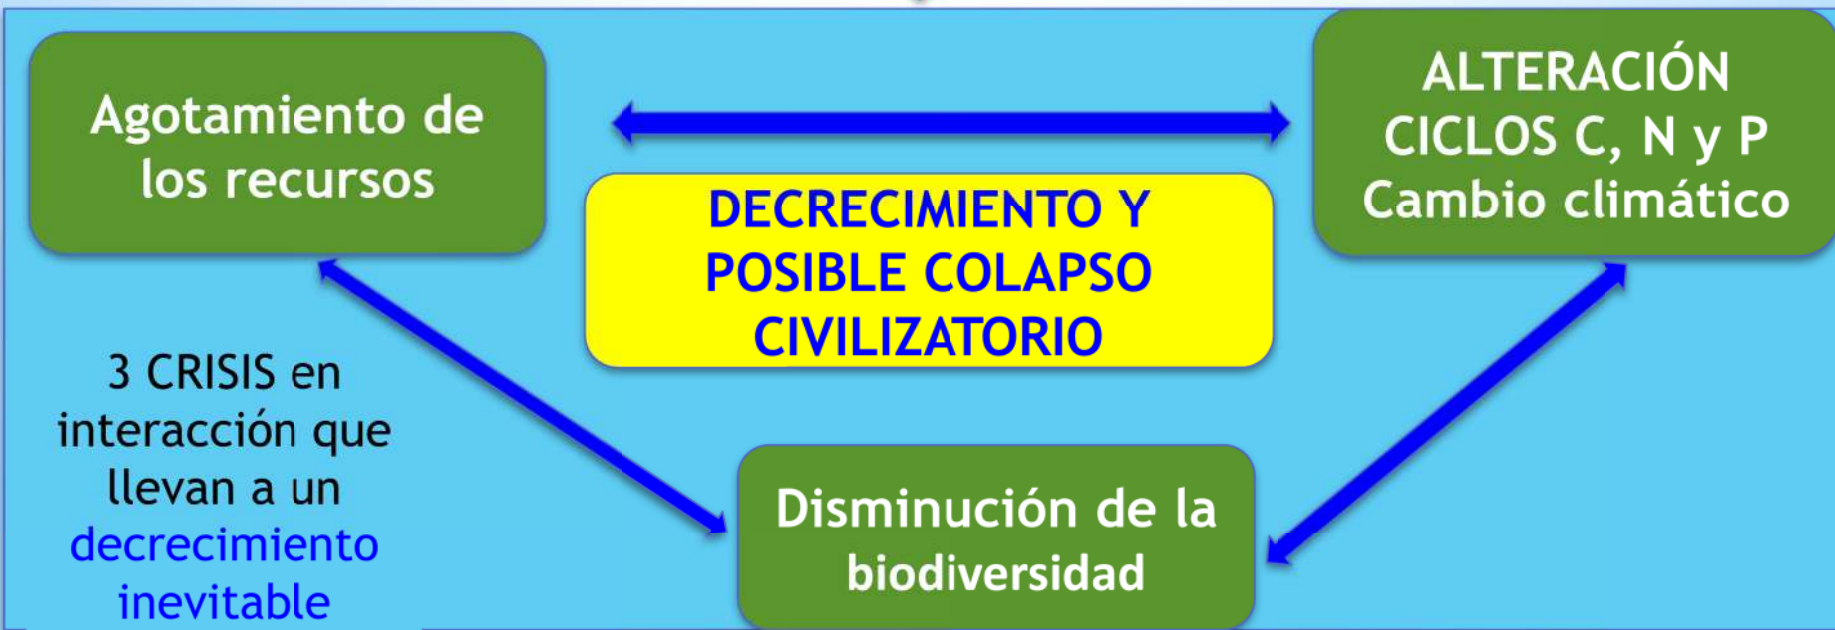 Agotamiento de
los recursos
ALTERACIÓN
CICLOS C, N y P
Cambio climático
DECRECIMIENTO Y
POSIBLE COLAPSO
CIVILIZATORIO
3 CRISIS en
interacción que
llevan a un
decrecimiento
inevitable
Disminución de la
biodiversidad